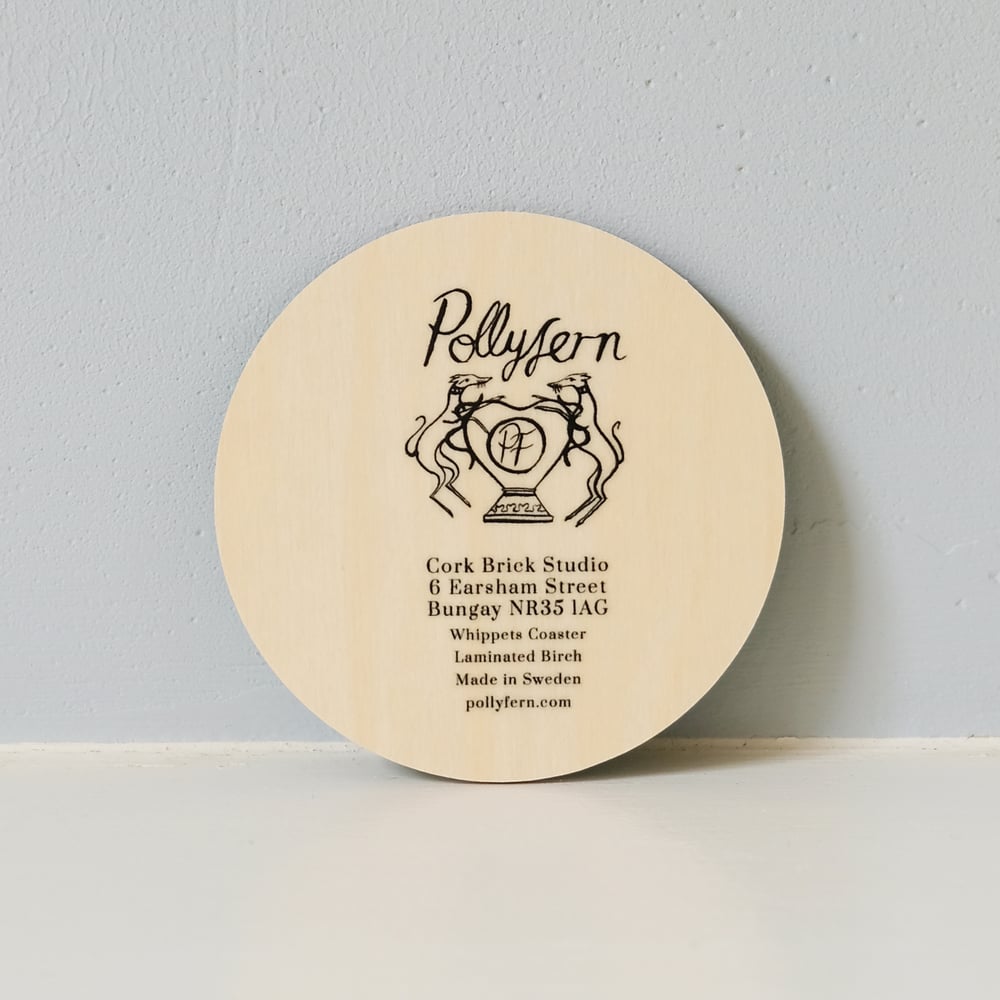 Pollyfern
PF
Cork Brick Studio
6 Earsham Street
Bungay NR35 1AG
Whippets Coaster
Laminated Birch
Made in Sweden
pollyfern.com